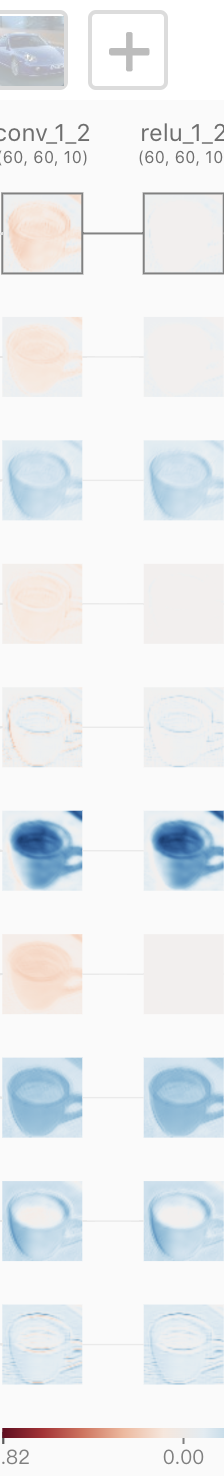 conv_1_2 relu_1_2
(60, 60, 10) (60, 60, 10
.82 0.00